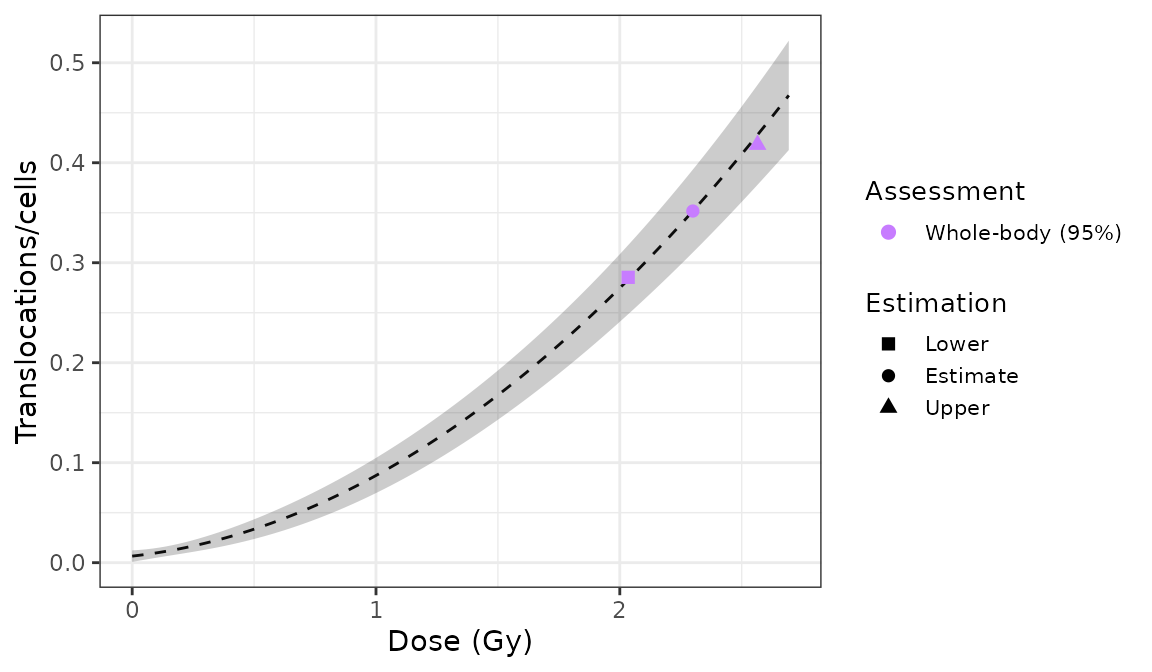 0.5
0.4
0.3
0.2
0.1
0.0
Translocations/cells
0 1 2
Dose (Gy)
Assessment
Whole-body (95%)
Estimation
Lower
Estimate
Upper